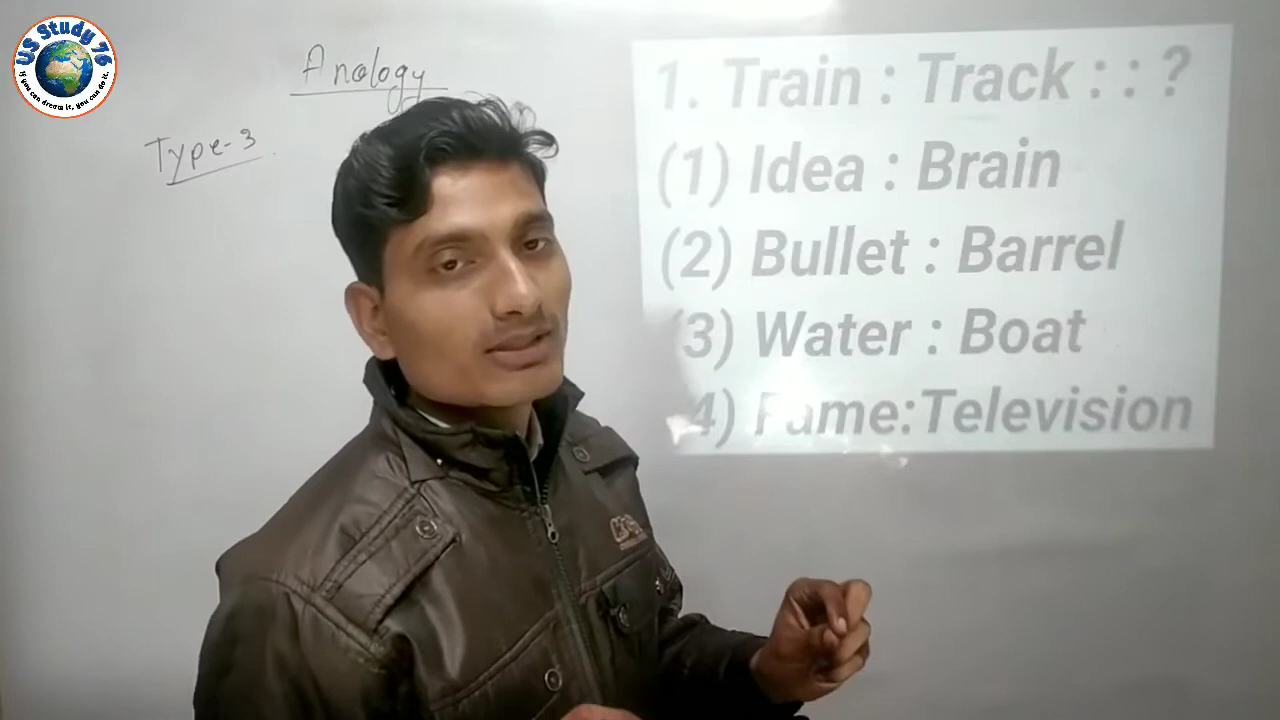 US Study 76
If you can dream it, you can do it.
Analogy
Type-3
1. Train : Track : : ?
(1) Idea : Brain
(2) Bullet : Barrel
(3) Water : Boat
4) Fame:Television